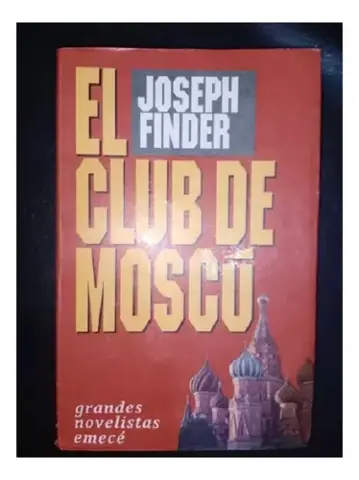 EL
JOSEPH
FINDER
CLUB DE
MOSCÚ
grandes
novelistas
emecé